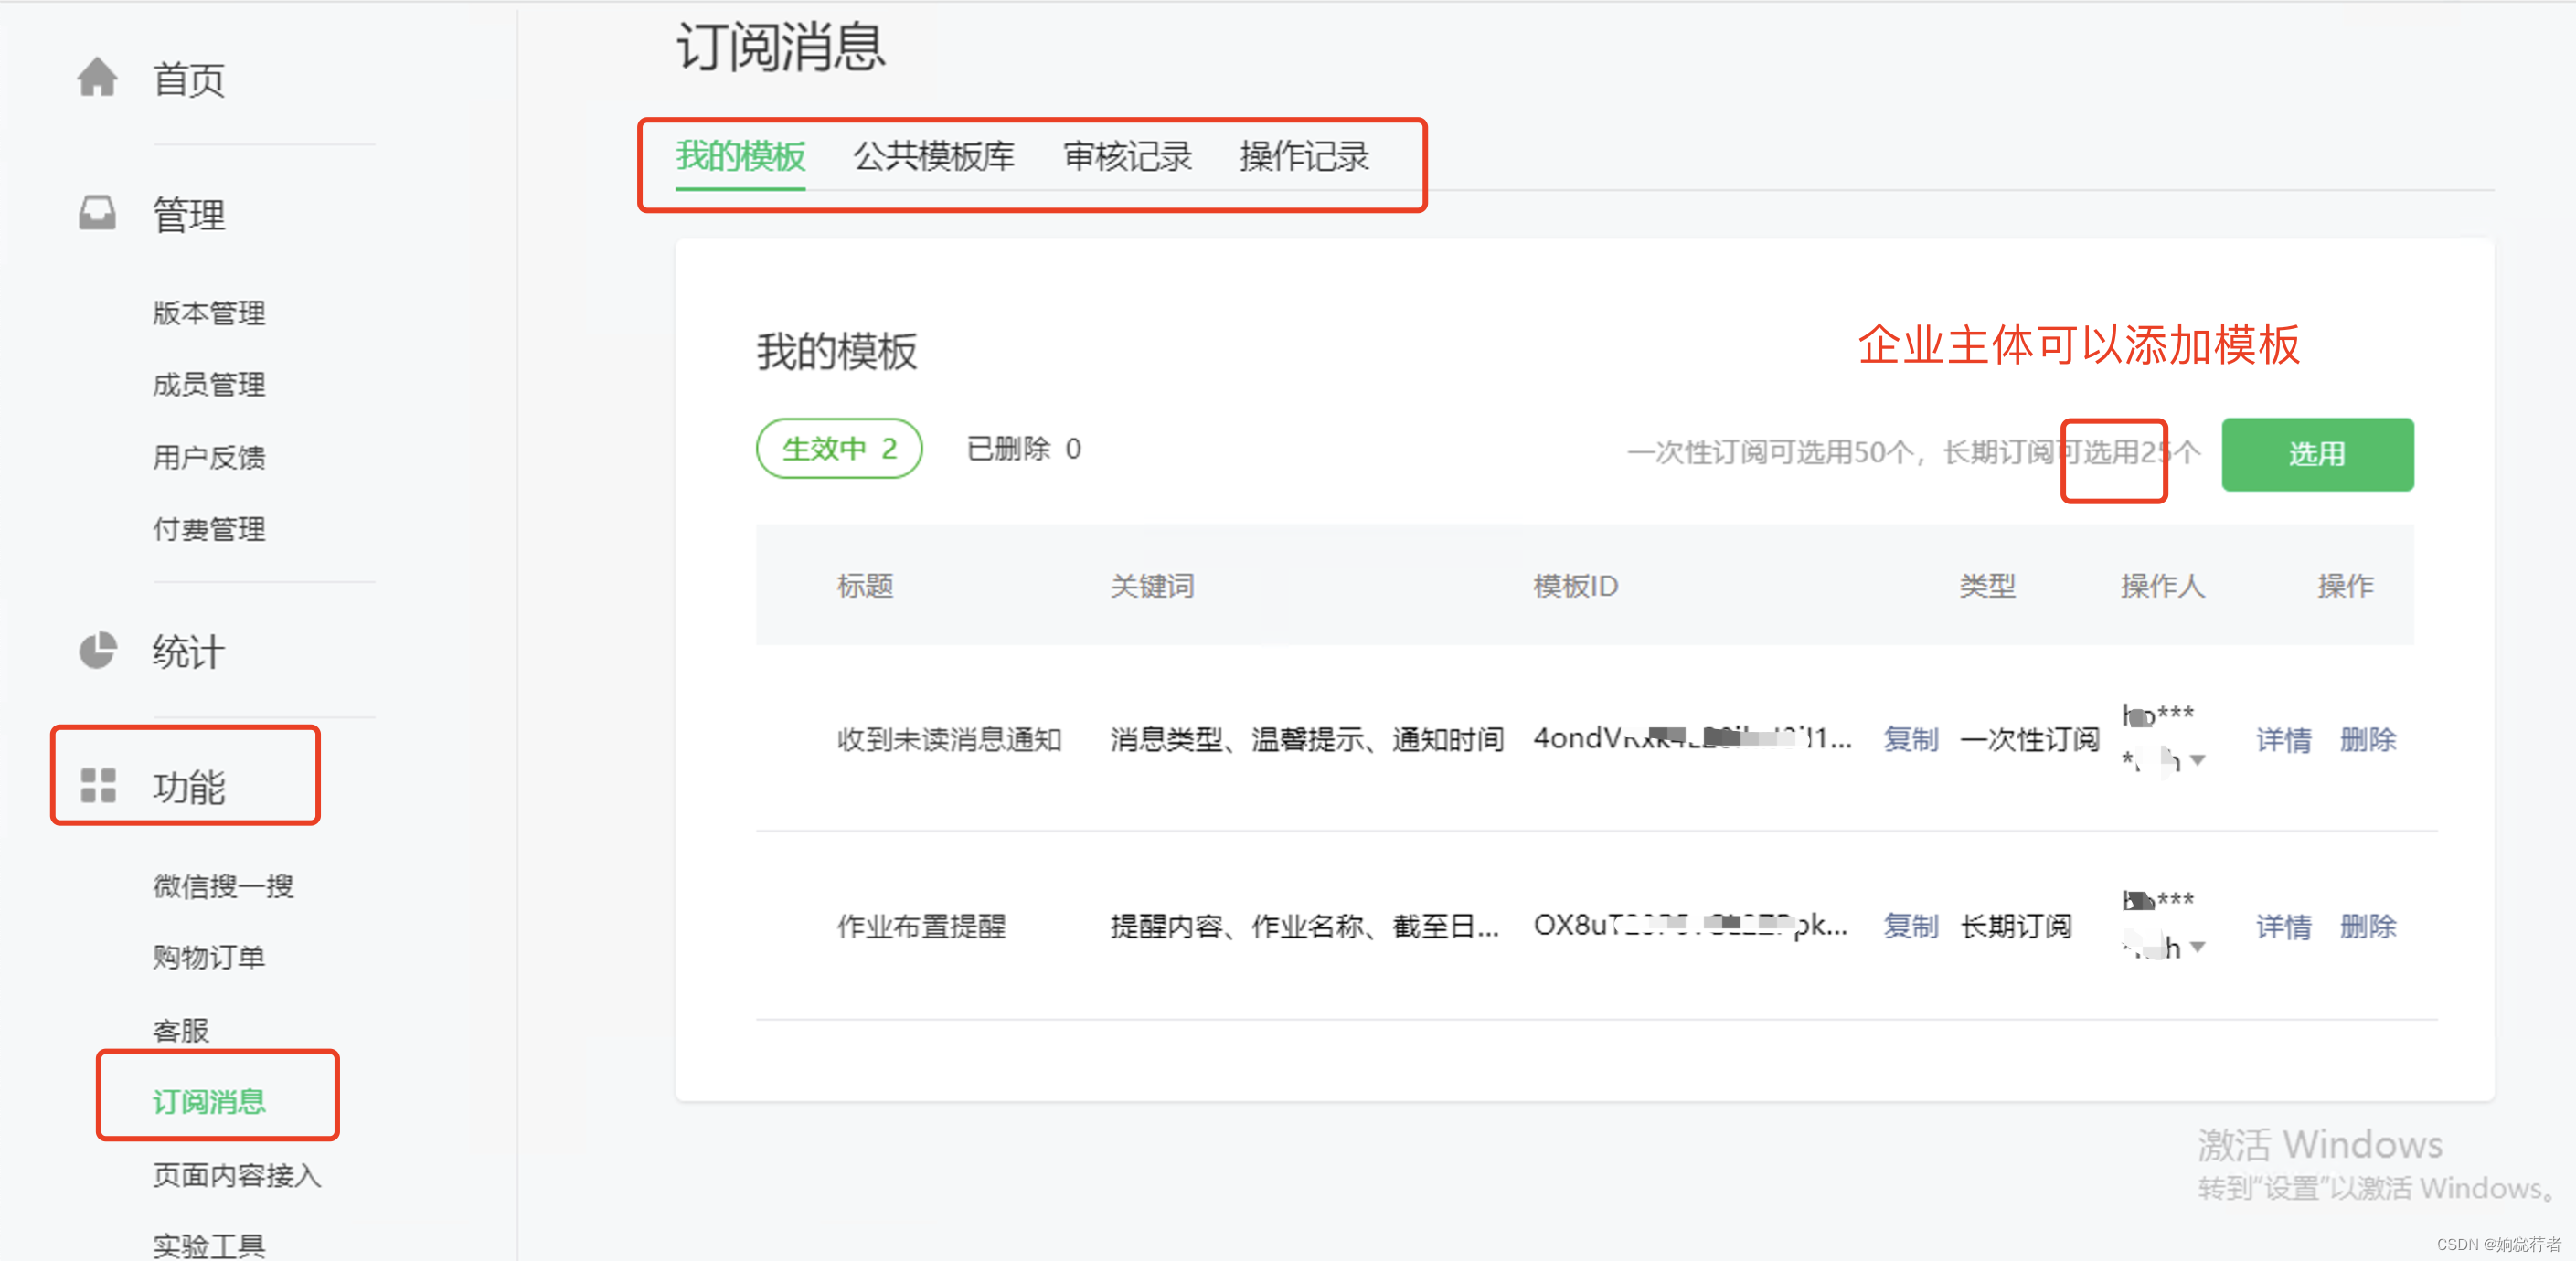 首页
管理
版本管理
成员管理
用户反馈
付费管理
统计
功能
微信搜一搜
购物订单
客服
订阅消息
页面内容接入
实验工具
订阅消息
我的模板 公共模板库 审核记录 操作记录
我的模板
企业主体可以添加模板
生效中 2 已删除 0 一次性订阅可选用50个，长期订阅可选用25个 选用
标题 关键词 模板ID 类型 操作人 操作
收到未读消息通知 消息类型、温馨提示、通知时间 复制 一次性订阅 详情 删除
作业布置提醒 提醒内容、作业名称、截至日... 复制 长期订阅 详情 删除
激活 Windows
转到“设置”以激活 Windows。
CSDN